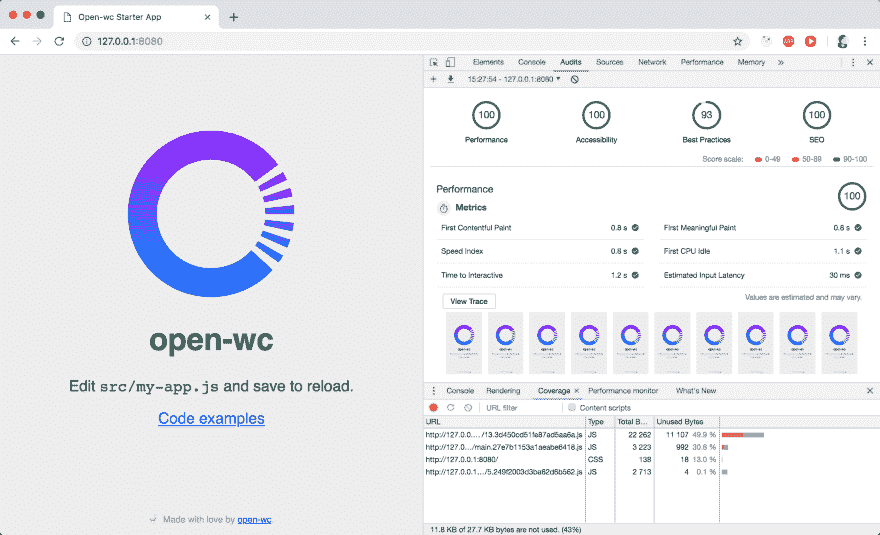 Open-wc Starter App
127.0.0.1:8080
open-wc
Edit src/my-app.js and save to reload.
Code examples
Made with love by open-wc.
Elements Console Audits Sources Network Performance Memory »
15:27:54 - 127.0.0.1:8080
100 100 93 100
Performance Accessibility Best Practices SEO
Score scale: 0-49 50-89 90-100
Performance 100
Metrics
First Contentful Paint 0.8 s First Meaningful Paint 0.8 s
Speed Index 0.8 s First CPU Idle 1.1 s
Time to Interactive 1.2 s Estimated Input Latency 30 ms
View Trace Values are estimated and may vary.
Console Rendering Coverage × Performance monitor What's New
URL filter Content scripts
URL Type Total B... Unused Bytes
http://127.0.0.… /13.3d450cd51fe87ad5aa6a.js JS 22 262 11 107 49.9 %
http://127.0…/main.27e7b1153a1aeabe6418.js JS 3 223 992 30.8 %
http://127.0.0.1:8080/ CSS 138 18 13.0 %
http://127.0.0.1…/5.249f2003d3ba62d6b562.js JS 2 713 4 0.1 %
11.8 KB of 27.7 KB bytes are not used. (43%)